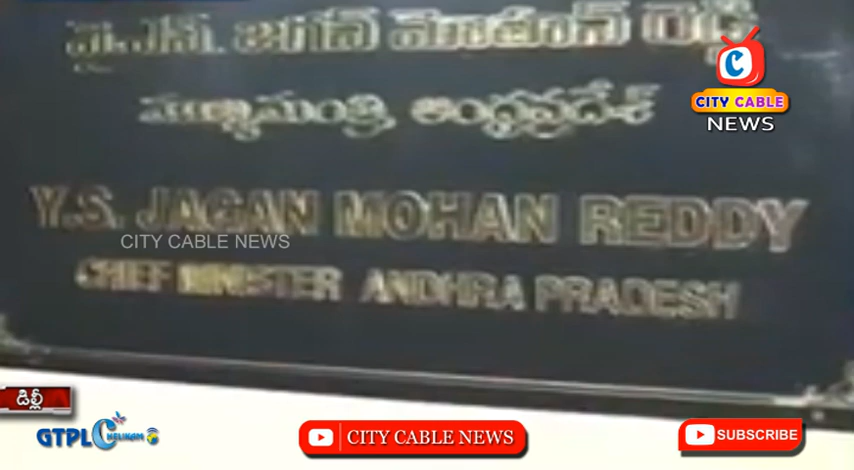 వై.ఎస్. జగన్ మోహన్ రెడ్డి
CITY CABLE
NEWS
ముఖ్యమంత్రి, ఆంధ్రప్రదేశ్
Y.S. JAGAN MOHAN REDDY
CITY CABLE NEWS
CHIEF MINISTER ANDHRA PRADESH
డిల్లీ
GTPL
CITY CABLE NEWS
SUBSCRIBE